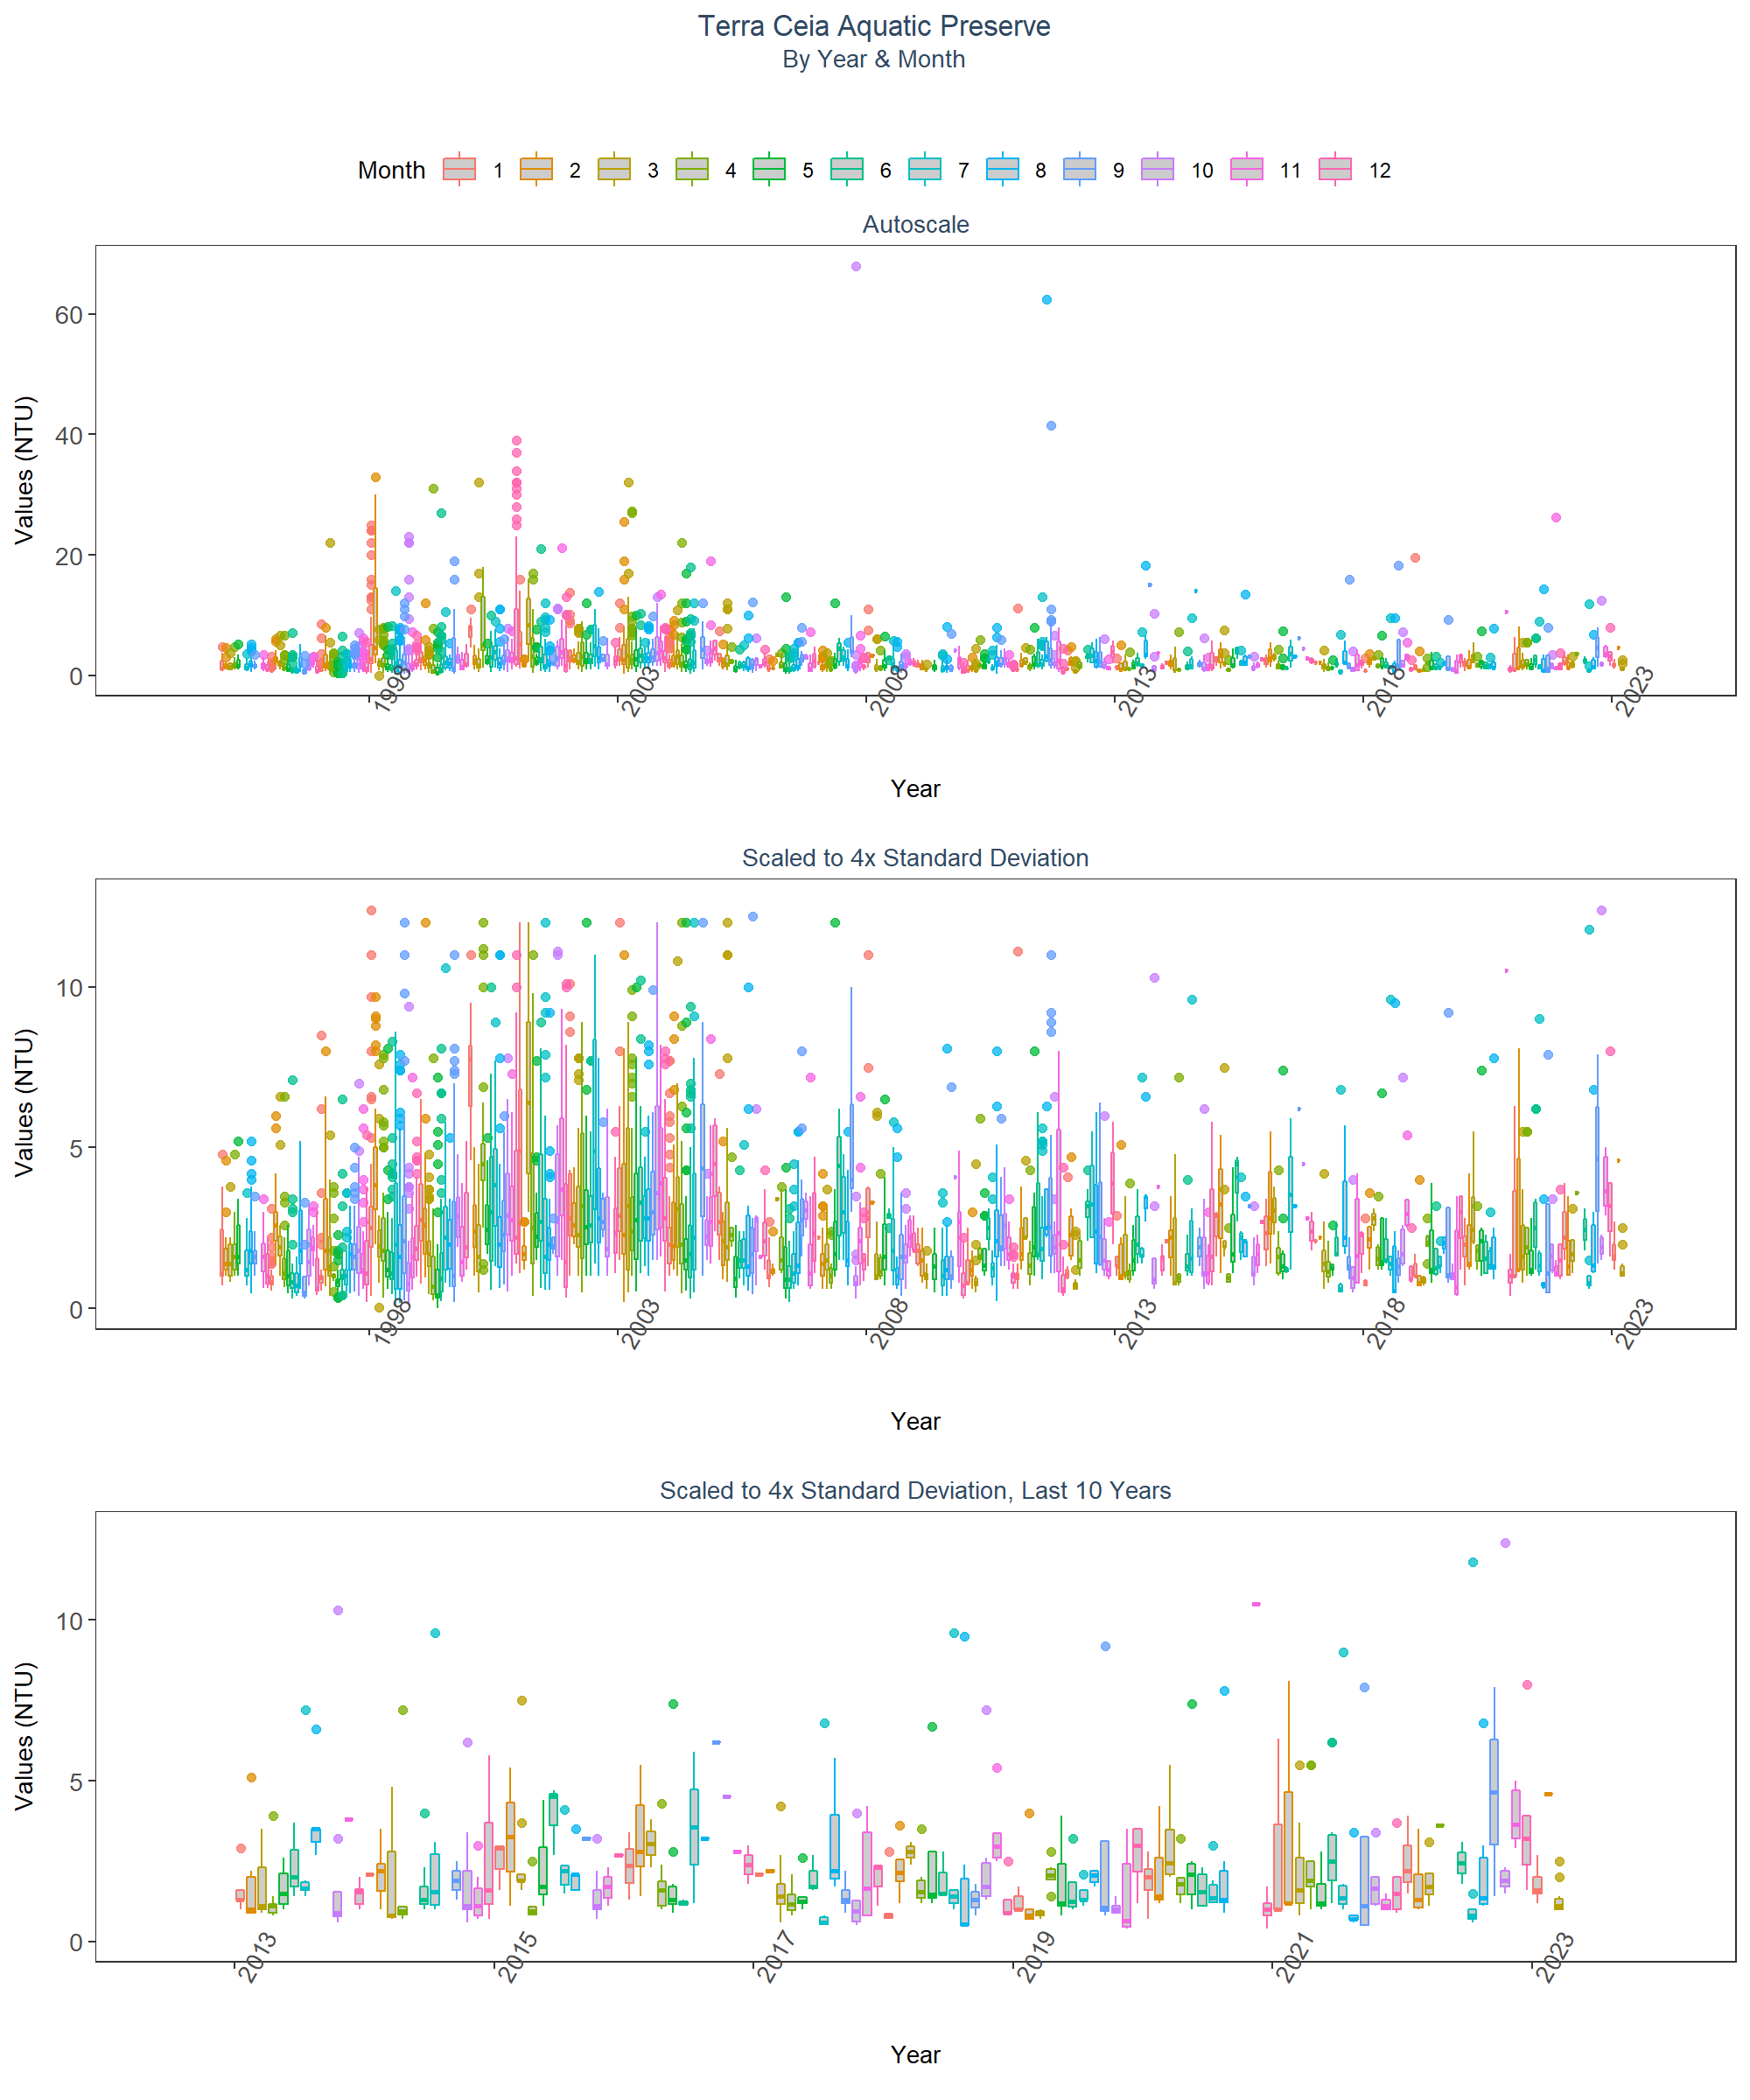 Terra Ceia Aquatic Preserve
By Year & Month
Month 1 2 3 4 5 6 7 8 9 10 11 12
Autoscale
Values (NTU)
60
40
20
0
1998 2003 2008 2013 2018 2023
Year
Scaled to 4x Standard Deviation
Values (NTU)
10
5
0
1998 2003 2008 2013 2018 2023
Year
Scaled to 4x Standard Deviation, Last 10 Years
Values (NTU)
10
5
0
2013 2015 2017 2019 2021 2023
Year